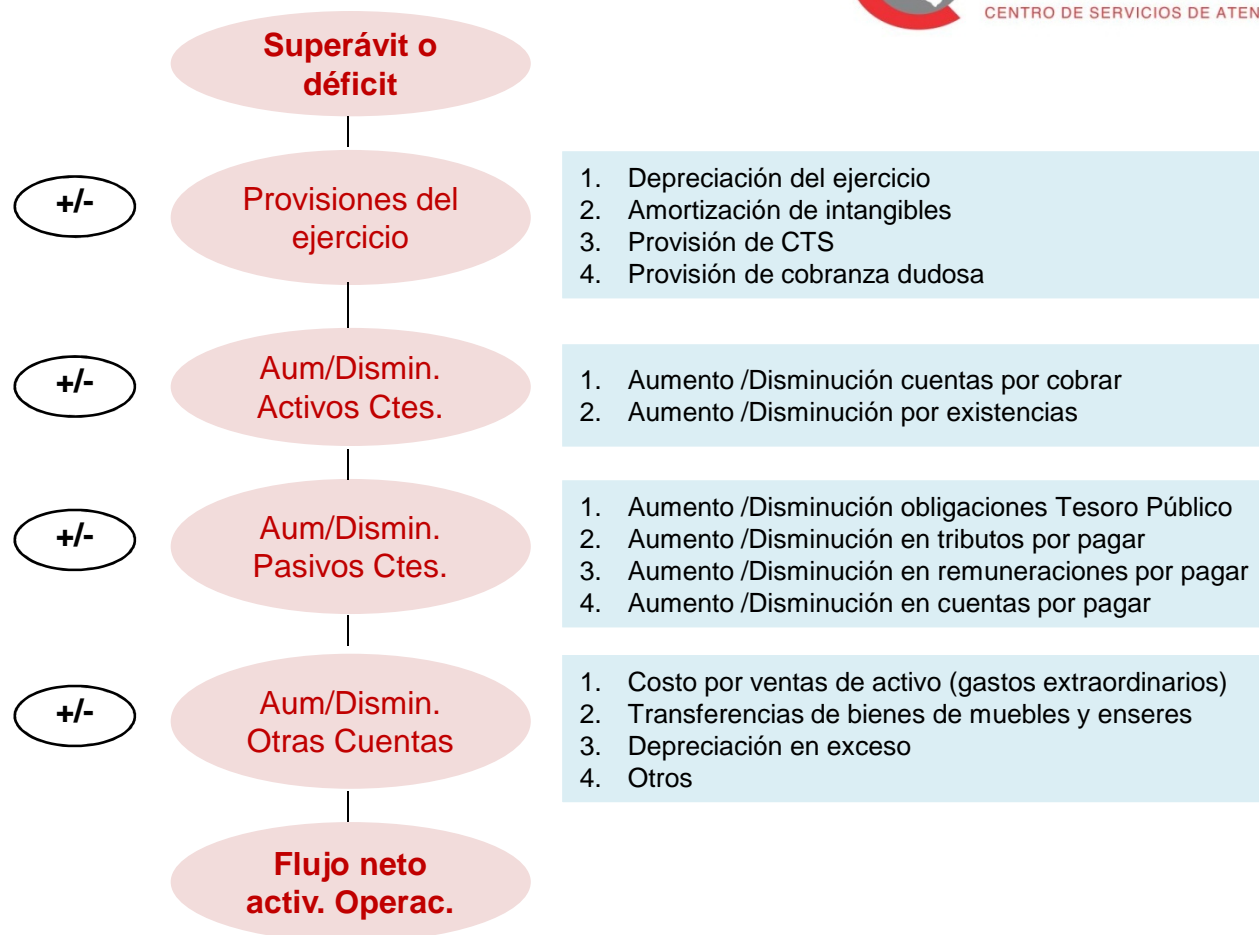 CENTRO DE SERVICIOS DE ATEN
Superávit o
déficit
+/-
Provisiones del
ejercicio
1. Depreciación del ejercicio
2. Amortización de intangibles
3. Provisión de CTS
4. Provisión de cobranza dudosa
+/-
Aum/Dismin.
Activos Ctes.
1. Aumento /Disminución cuentas por cobrar
2. Aumento /Disminución por existencias
+/-
Aum/Dismin.
Pasivos Ctes.
1. Aumento /Disminución obligaciones Tesoro Público
2. Aumento /Disminución en tributos por pagar
3. Aumento /Disminución en remuneraciones por pagar
4. Aumento /Disminución en cuentas por pagar
+/-
Aum/Dismin.
Otras Cuentas
1. Costo por ventas de activo (gastos extraordinarios)
2. Transferencias de bienes de muebles y enseres
3. Depreciación en exceso
4. Otros
Flujo neto
activ. Operac.